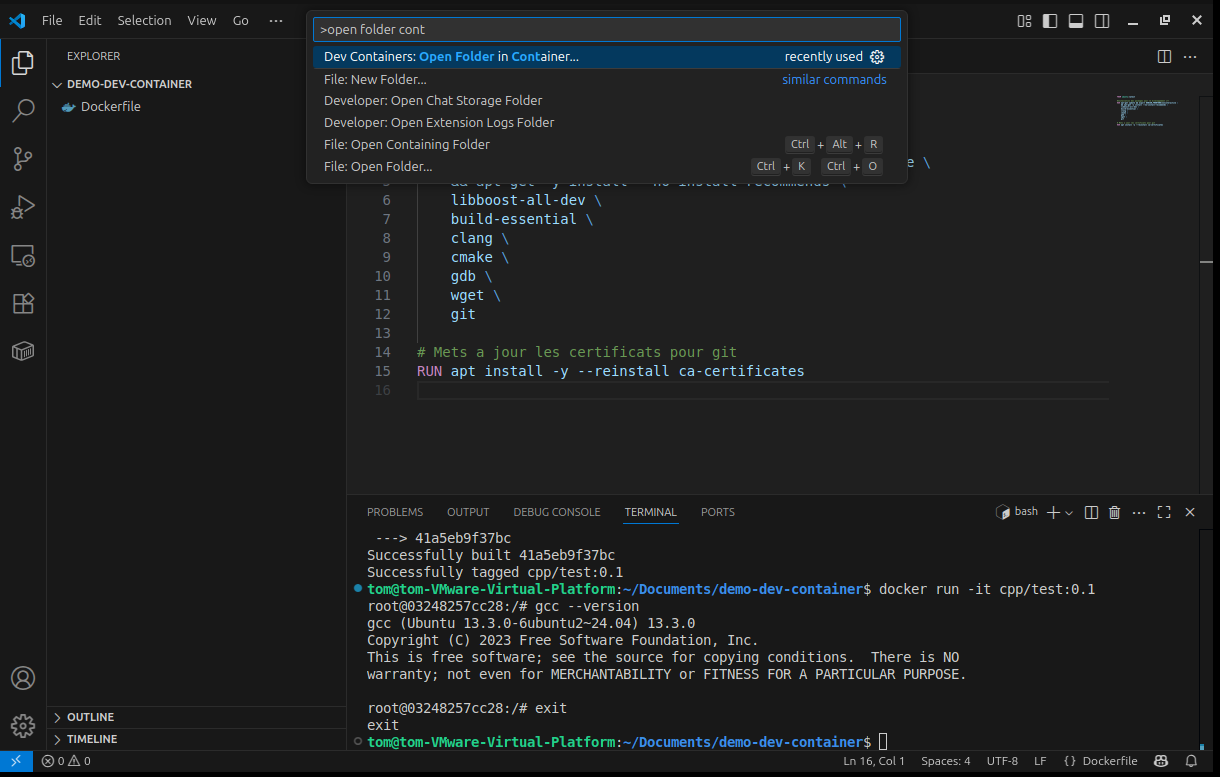 File Edit Selection View Go ···
>open folder cont
Dev Containers: Open Folder in Container... recently used
File: New Folder... similar commands
Developer: Open Chat Storage Folder
Developer: Open Extension Logs Folder
File: Open Containing Folder Ctrl + Alt + R
File: Open Folder... Ctrl + K Ctrl + O
EXPLORER
DEMO-DEV-CONTAINER
Dockerfile
OUTLINE
TIMELINE
e \
6 libboost-all-dev \
7 build-essential \
8 clang \
9 cmake \
10 gdb \
11 wget \
12 git
13
14 # Mets a jour les certificats pour git
15 RUN apt install -y --reinstall ca-certificates
16
PROBLEMS OUTPUT DEBUG CONSOLE TERMINAL PORTS bash
---> 41a5eb9f37bc
Successfully built 41a5eb9f37bc
Successfully tagged cpp/test:0.1
tom@tom-VMware-Virtual-Platform:~/Documents/demo-dev-container$ docker run -it cpp/test:0.1
root@03248257cc28:/# gcc --version
gcc (Ubuntu 13.3.0-6ubuntu2~24.04) 13.3.0
Copyright (C) 2023 Free Software Foundation, Inc.
This is free software; see the source for copying conditions.  There is NO
warranty; not even for MERCHANTABILITY or FITNESS FOR A PARTICULAR PURPOSE.
root@03248257cc28:/# exit
exit
tom@tom-VMware-Virtual-Platform:~/Documents/demo-dev-container$
0 0 Ln 16, Col 1 Spaces: 4 UTF-8 LF {} Dockerfile